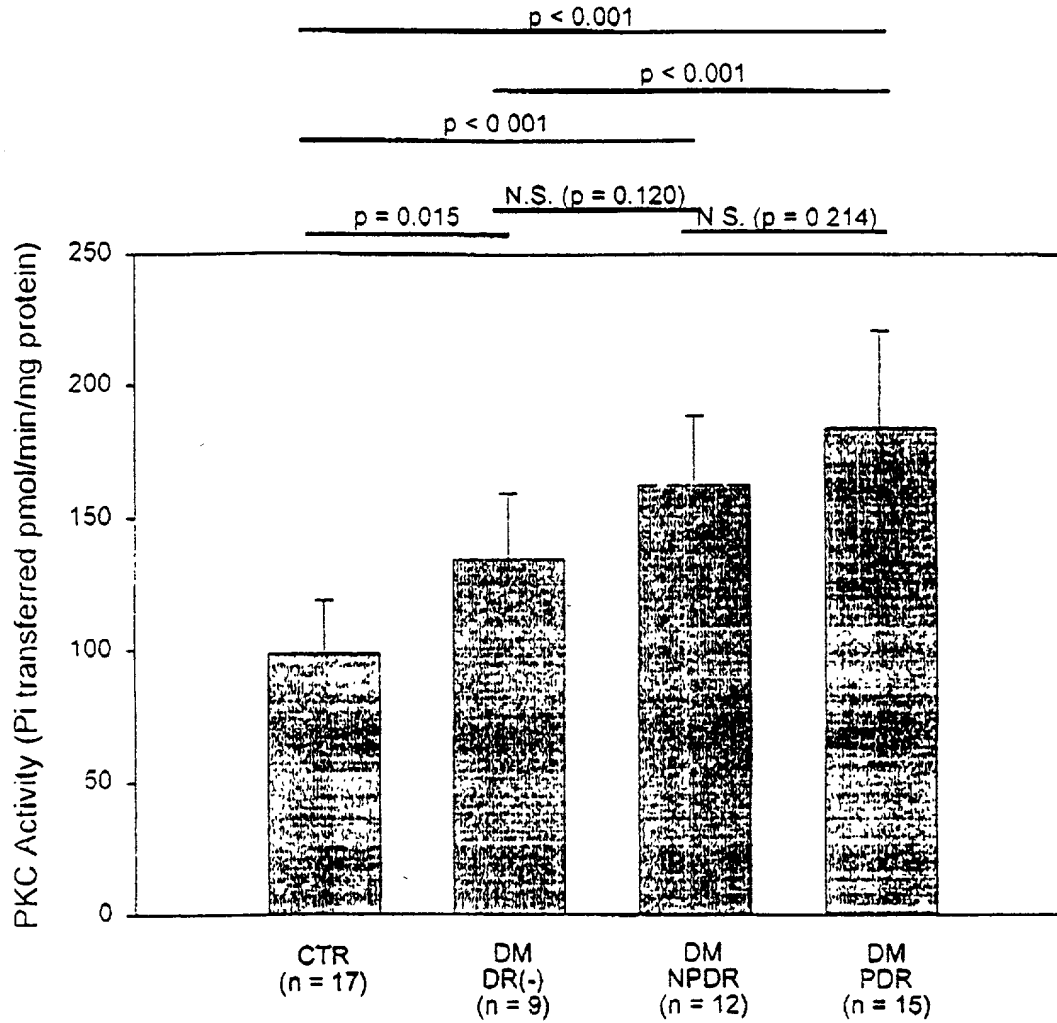 p < 0.001
p < 0.001
p < 0 001
N.S. (p = 0.120)
p = 0.015
N S. (p = 0 214)
PKC Activity (Pi transferred pmol/min/mg protein)
250
200
150
100
50
0
CTR
(n = 17)
DM
DR(-)
(n = 9)
DM
NPDR
(n = 12)
DM
PDR
(n = 15)